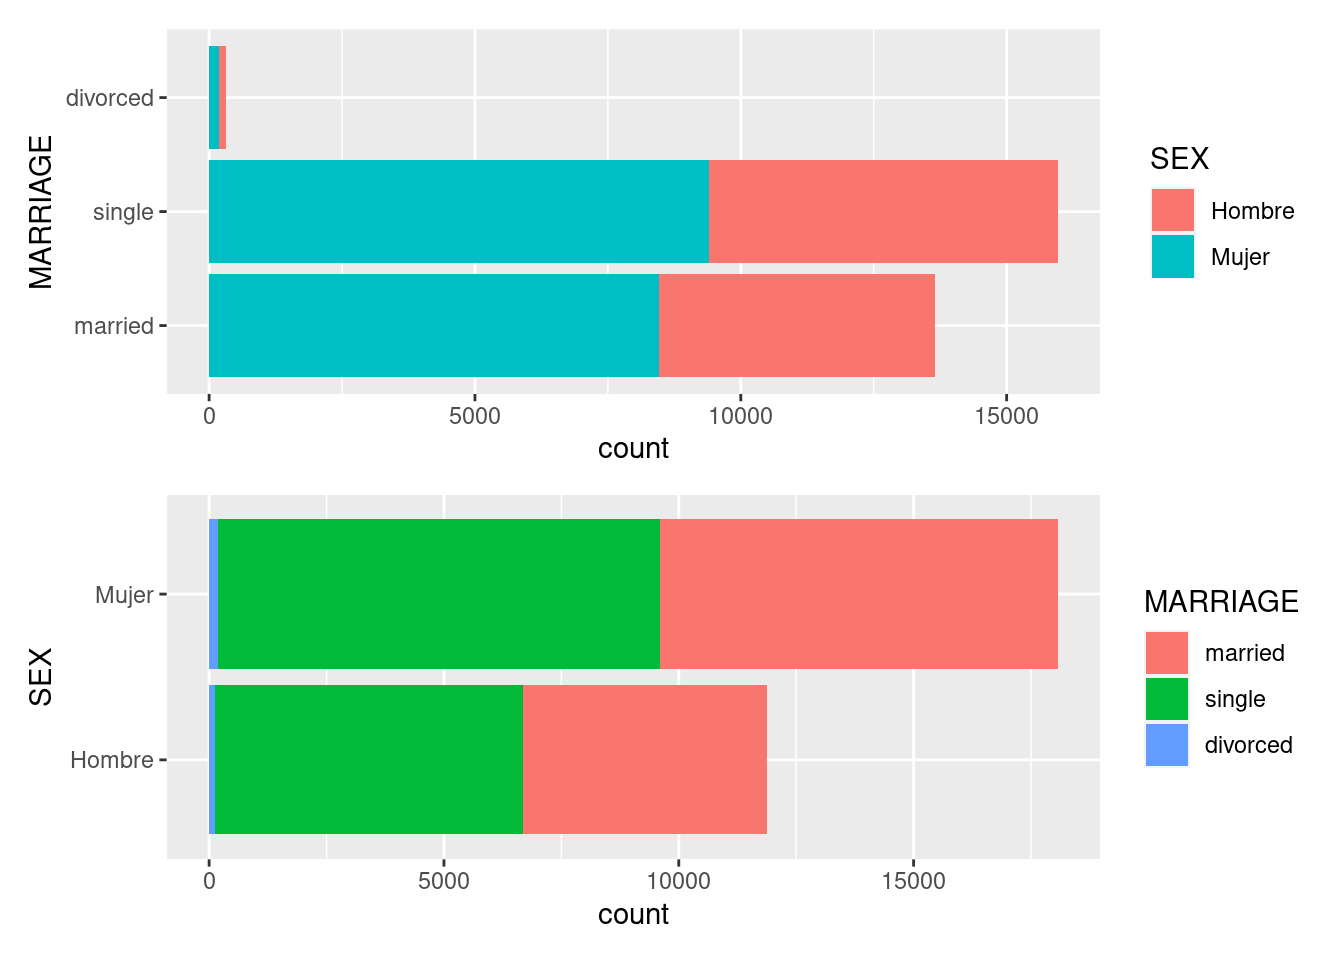 MARRIAGE
divorced
single
married
0 5000 10000 15000
count
SEX
Hombre
Mujer
SEX
Mujer
Hombre
0 5000 10000 15000
count
MARRIAGE
married
single
divorced